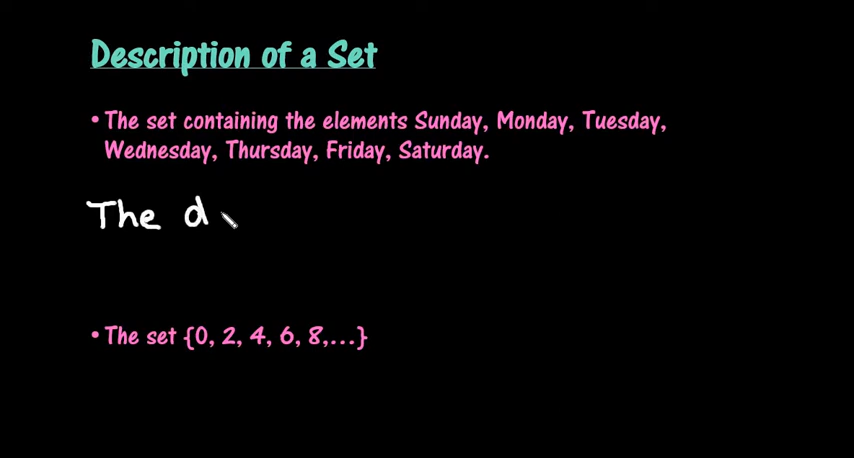 Description of a Set
• The set containing the elements Sunday, Monday, Tuesday,
Wednesday, Thursday, Friday, Saturday.
The d
• The set {0, 2, 4, 6, 8,...}